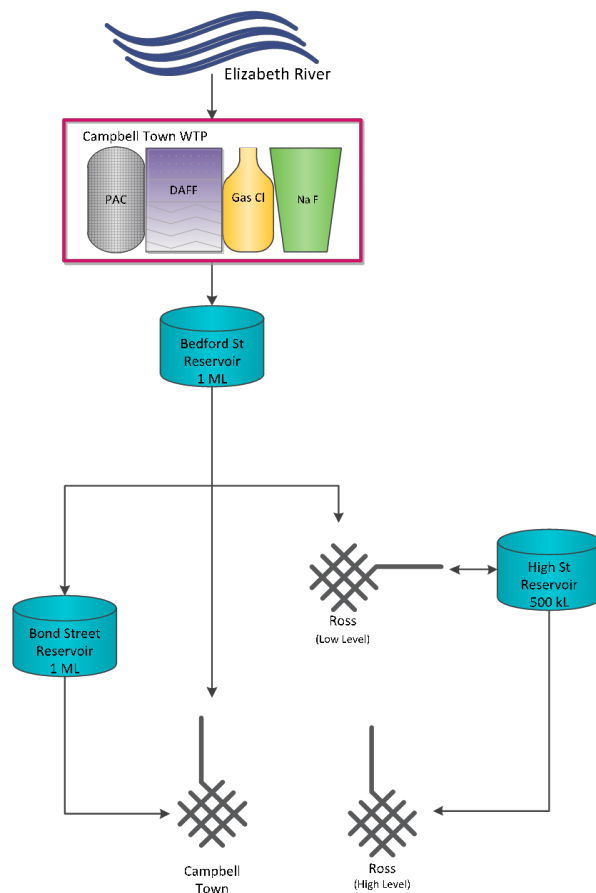 Elizabeth River
Campbell Town WTP
PAC
DAFF
Gas Cl
Na F
Bedford St
Reservoir
1 ML
High St
Reservoir
500 kL
Ross
(Low Level)
Bond Street
Reservoir
1 ML
Campbell
Town
Ross
(High Level)